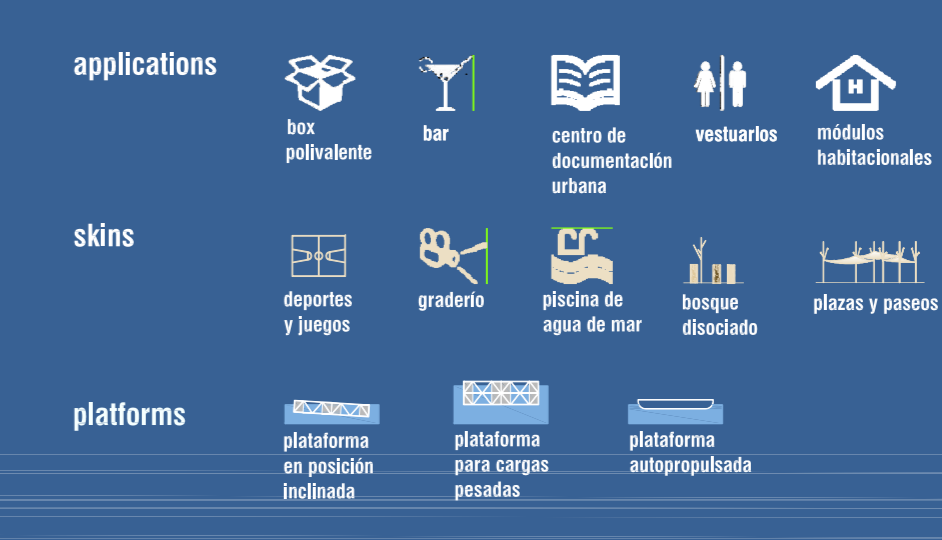 applications
box
polivalente
bar
centro de
documentación
urbana
vestuarios
H
módulos
habitacionales
skins
deportes
y juegos
graderío
piscina de
agua de mar
bosque
disociado
plazas y paseos
platforms
plataforma
en posición
inclinada
plataforma
para cargas
pesadas
plataforma
autopropulsada